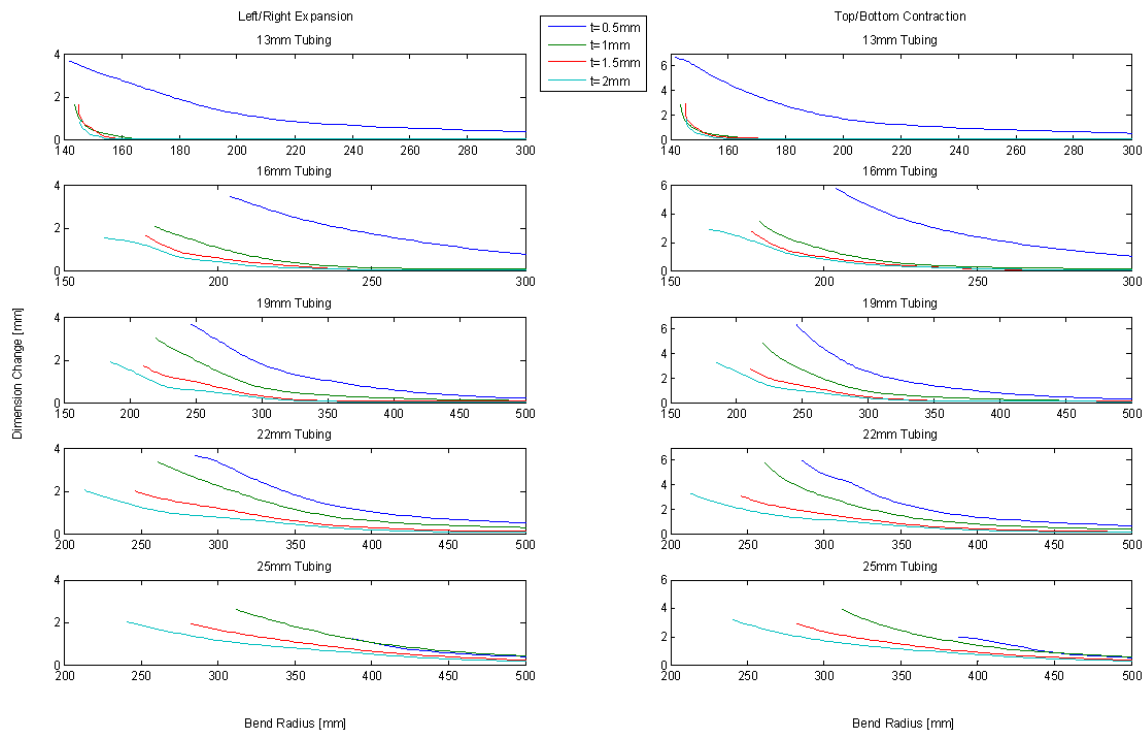 Left/Right Expansion
Top/Bottom Contraction
t=0.5mm
t=1mm
t=1.5mm
t=2mm
13mm Tubing
4
2
0
140 160 180 200 220 240 260 280 300
13mm Tubing
6
4
2
0
140 160 180 200 220 240 260 280 300
16mm Tubing
4
2
0
150 200 250 300
16mm Tubing
6
4
2
0
150 200 250 300
19mm Tubing
4
2
0
150 200 250 300 350 400 450 500
19mm Tubing
6
4
2
0
150 200 250 300 350 400 450 500
Dimension Change [mm]
22mm Tubing
4
2
0
200 250 300 350 400 450 500
22mm Tubing
6
4
2
0
200 250 300 350 400 450 500
25mm Tubing
4
2
0
200 250 300 350 400 450 500
25mm Tubing
6
4
2
0
200 250 300 350 400 450 500
Bend Radius [mm]
Bend Radius [mm]